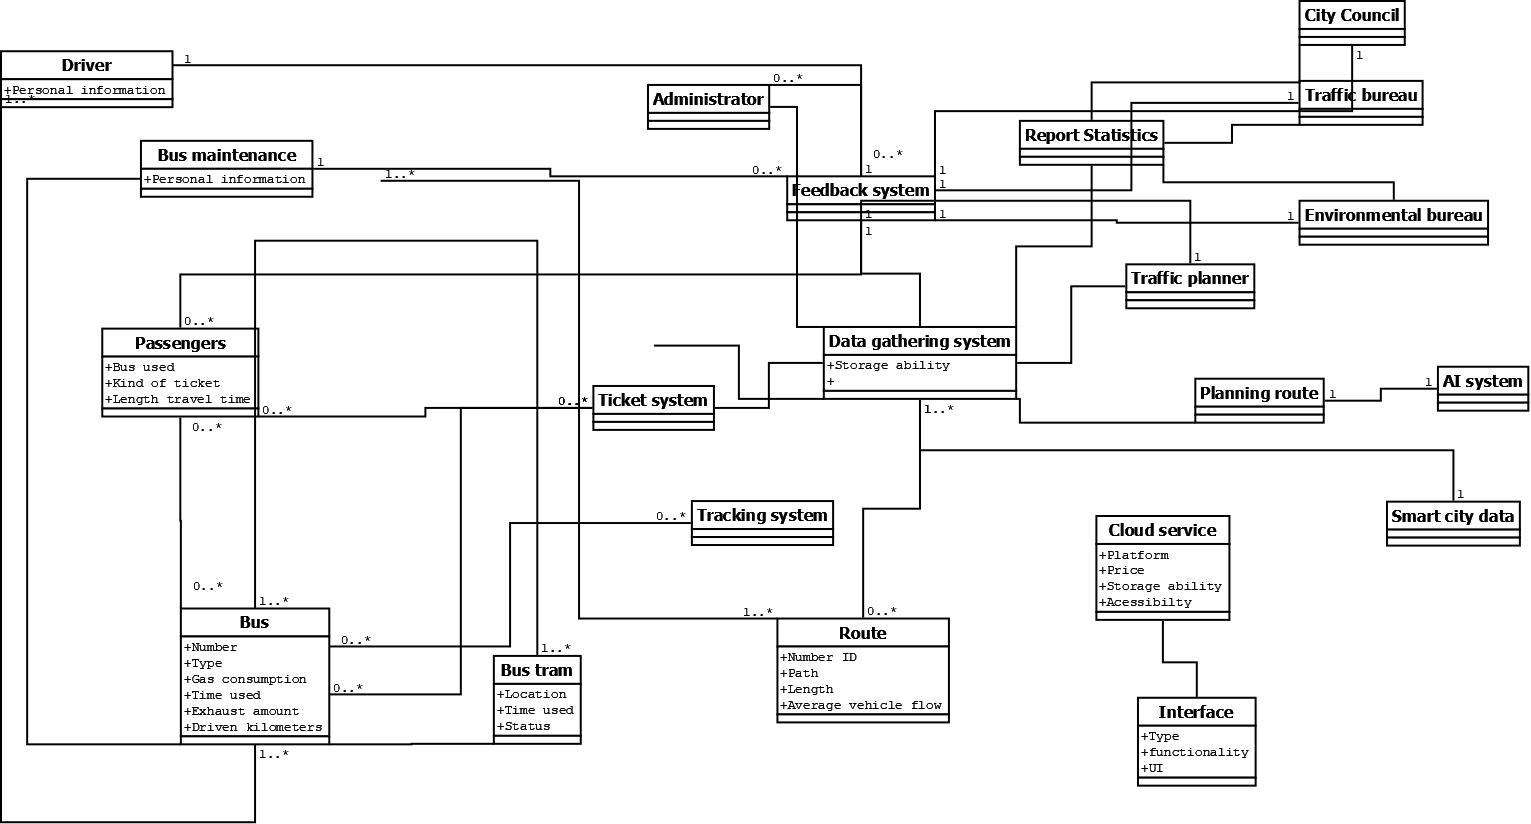 City Council
1
Driver
+Personal information
1..*
1
Administrator
0..*
Traffic bureau
1
Report Statistics
Bus maintenance
+Personal information
1
1..*
0..*
0..*
1
1
1
Feedback system
1
1
1
Environmental bureau
1
Traffic planner
1
0..*
Passengers
+Bus used
+Kind of ticket
+Length travel time
0..*
0..*
Data gathering system
+Storage ability
+
1..*
Ticket system
0..*
Planning route
1
AI system
1
Tracking system
0..*
Smart city data
1
Cloud service
+Platform
+Price
+Storage ability
+Acessibilty
0..*
1..*
Bus
+Number
+Type
+Gas consumption
+Time used
+Exhaust amount
+Driven kilometers
0..*
0..*
1..*
1..*
Bus tram
+Location
+Time used
+Status
1..*
0..*
Route
+Number ID
+Path
+Length
+Average vehicle flow
Interface
+Type
+functionality
+UI